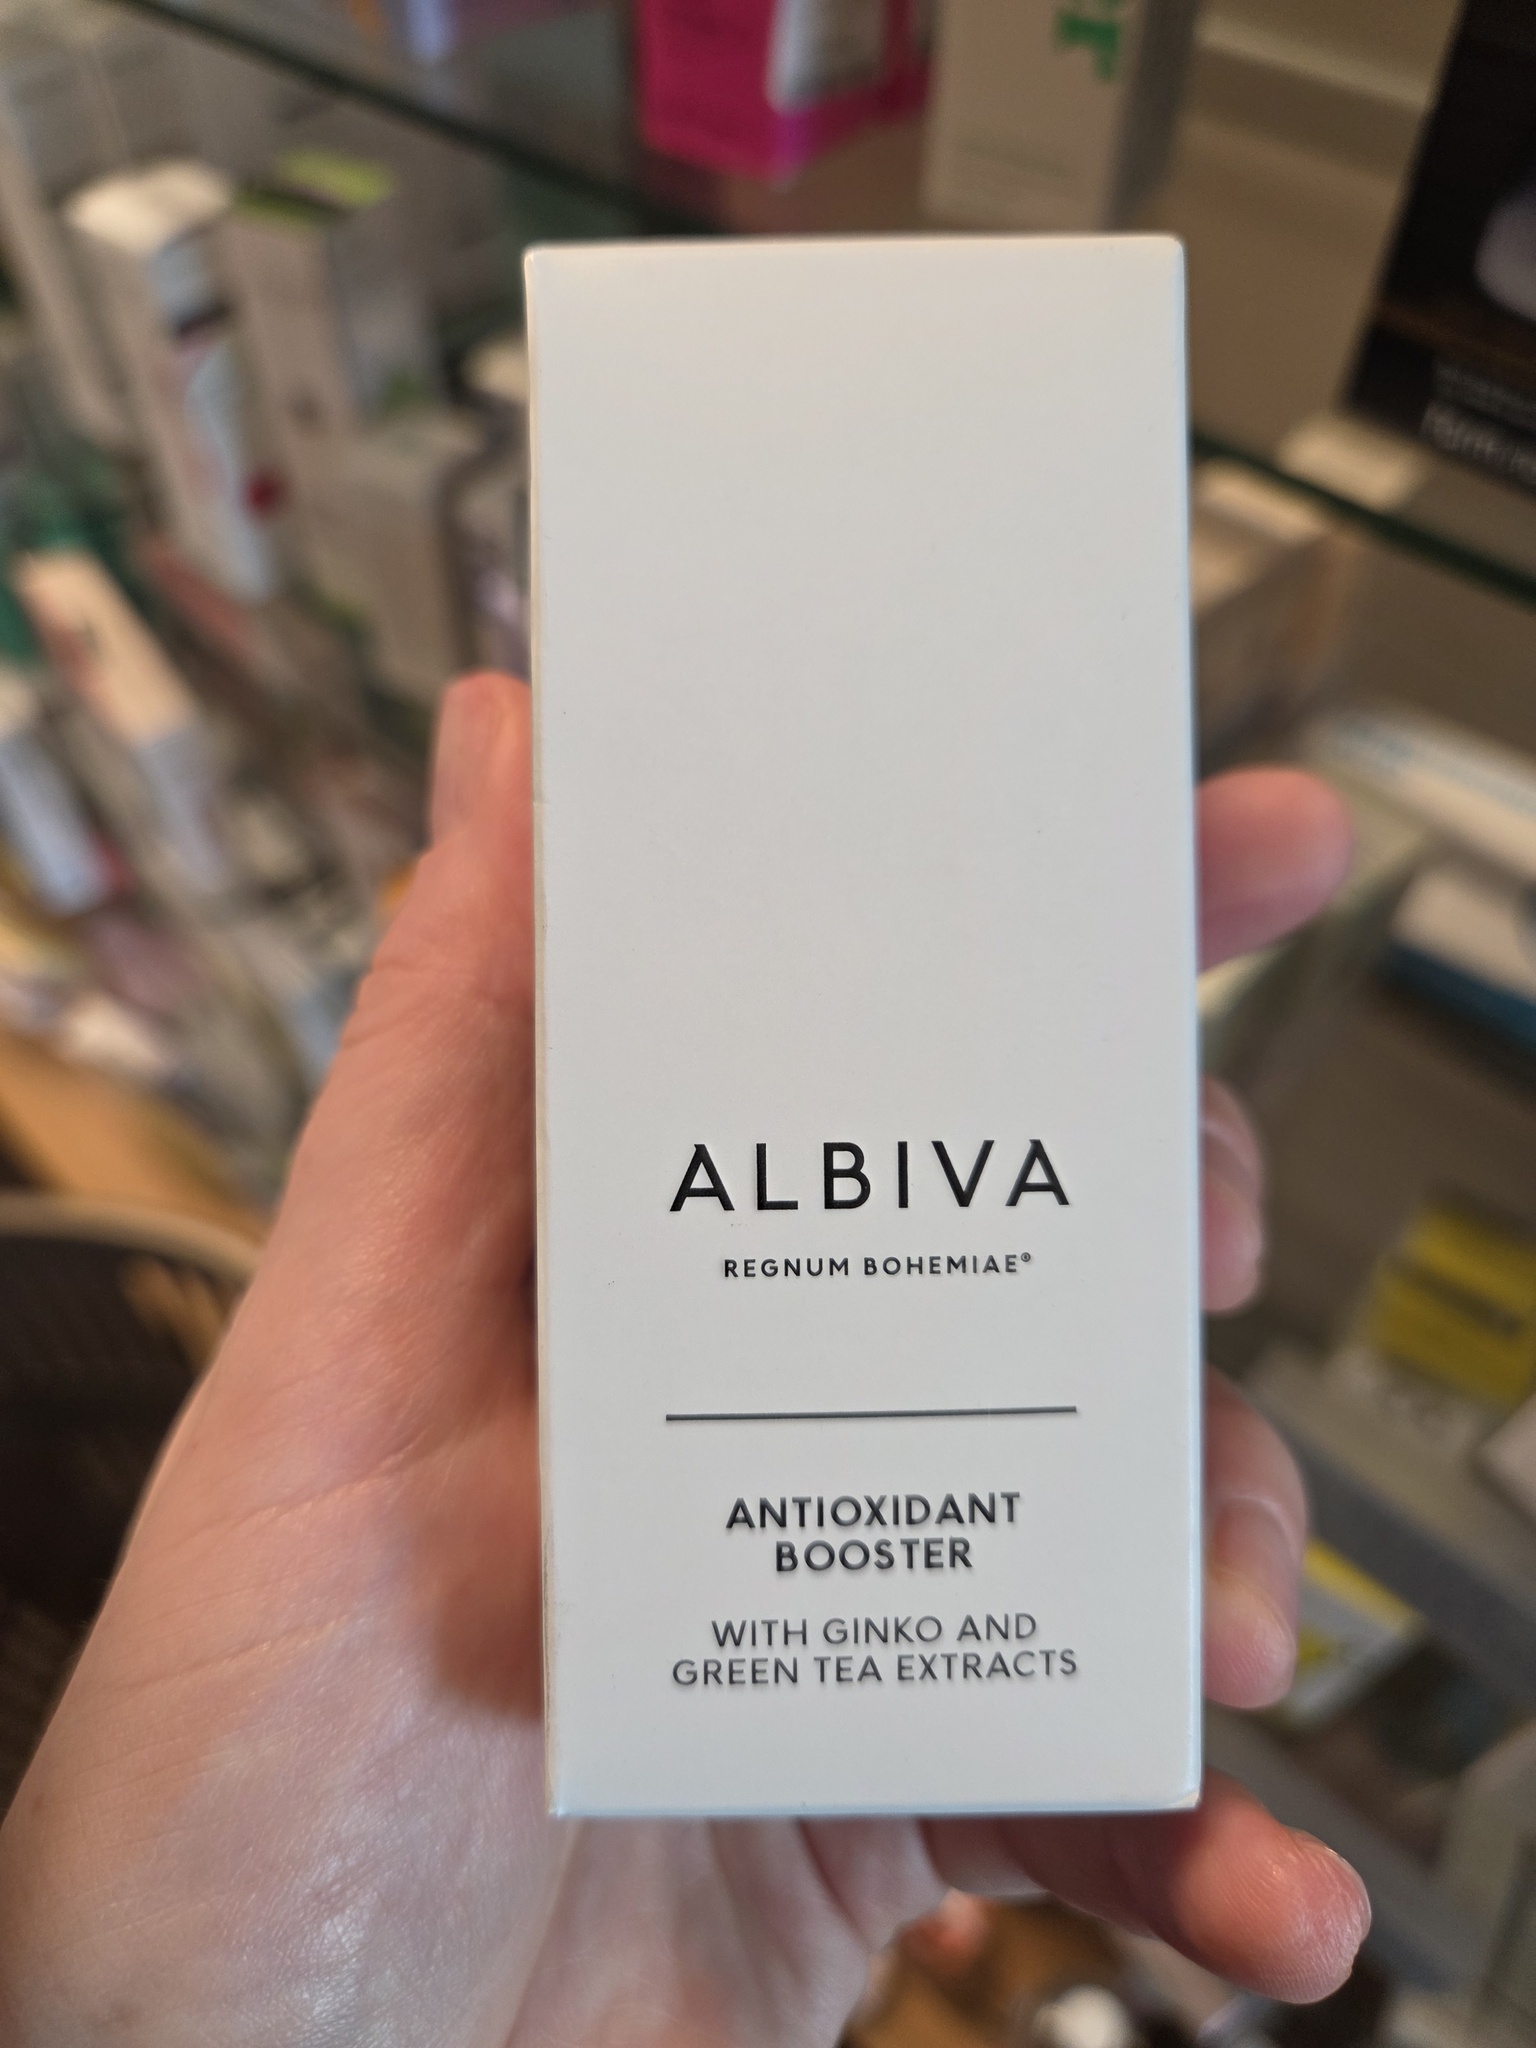 ALBIVA
REGNUM BOHEMIAE®
ANTIOXIDANT
BOOSTER
WITH GINKO AND
GREEN TEA EXTRACTS